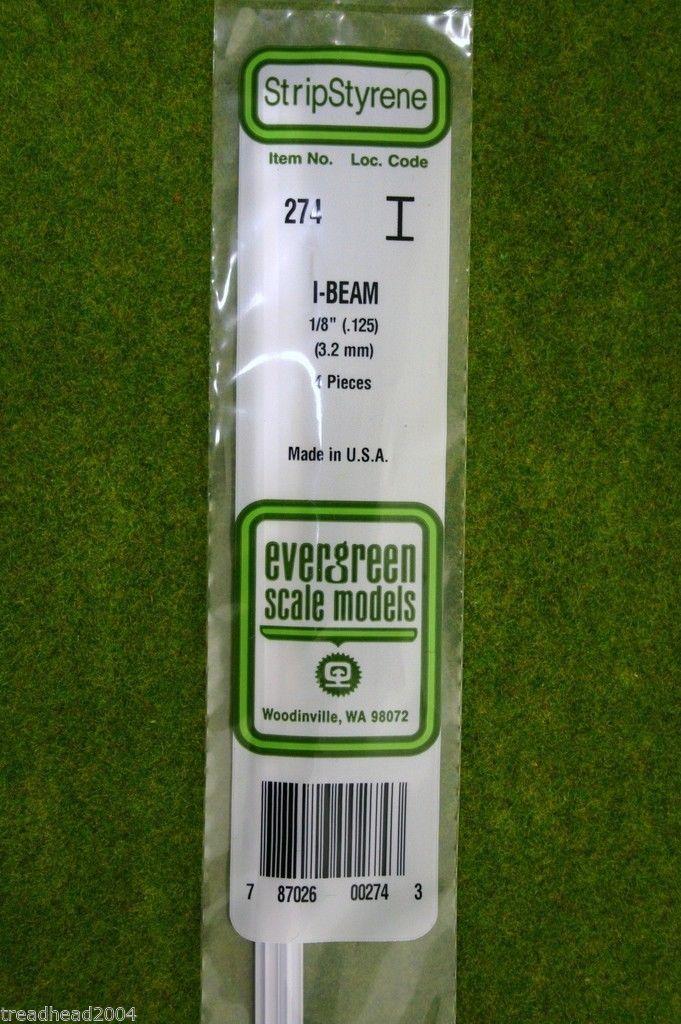 StripStyrene
Item No. Loc. Code
274 I
I-BEAM
1/8" (.125)
(3.2 mm)
4 Pieces
Made in U.S.A.
evergreen
scale models
Woodinville, WA 98072
7 87026 00274 3
treadhead2004